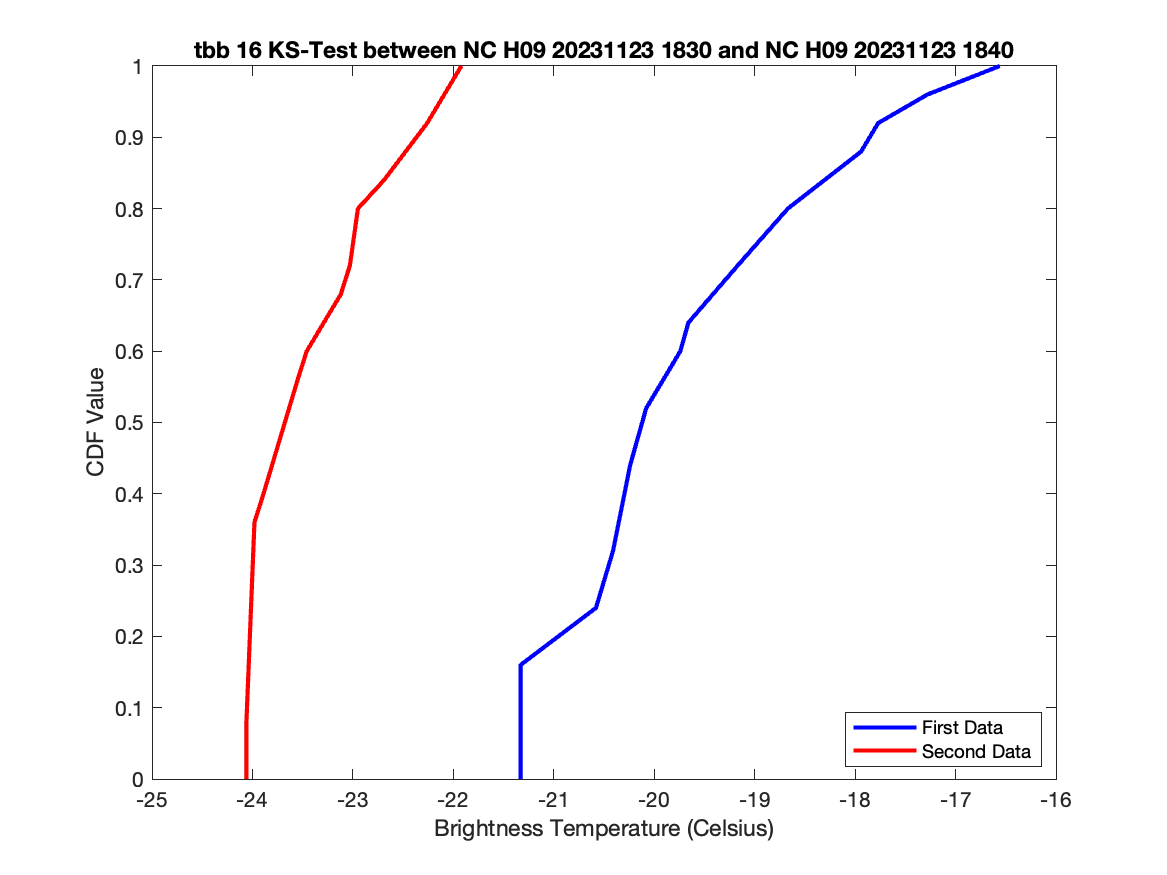 tbb 16 KS-Test between NC H09 20231123 1830 and NC H09 20231123 1840
1
0.9
0.8
0.7
0.6
0.5
0.4
0.3
0.2
0.1
0
CDF Value
First Data
Second Data
-25 -24 -23 -22 -21 -20 -19 -18 -17 -16
Brightness Temperature (Celsius)